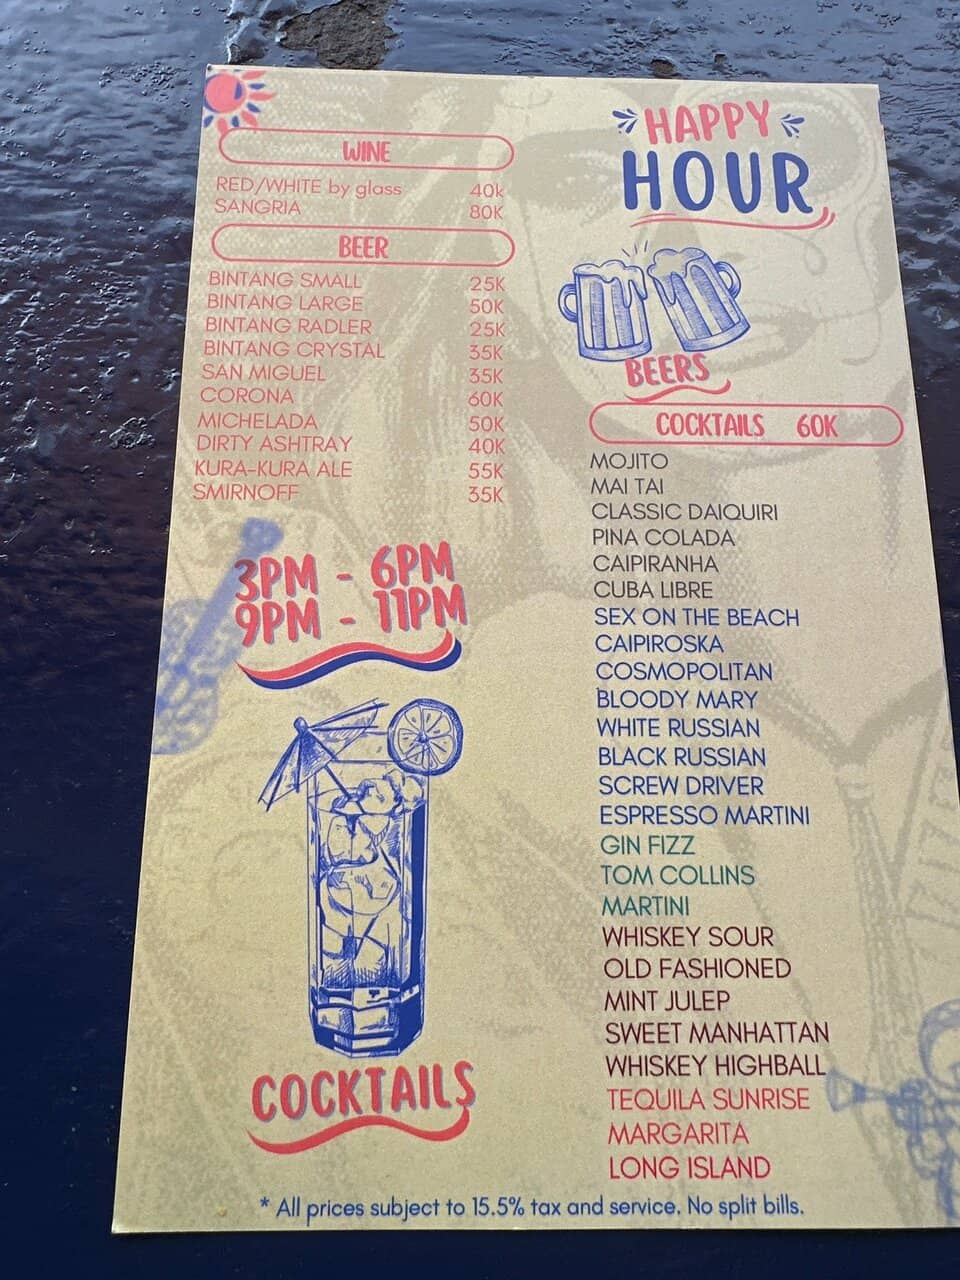 WINE
RED/WHITE by glass 40k
SANGRIA 80K
BEER
BINTANG SMALL 25K
BINTANG LARGE 50K
BINTANG RADLER 25K
BINTANG CRYSTAL 35K
SAN MIGUEL 35K
CORONA 60K
MICHELADA 50K
DIRTY ASHTRAY 40K
KURA-KURA ALE 55K
SMIRNOFF 35K
3PM - 6PM
9PM - 11PM
COCKTAILS
HAPPY
HOUR
BEERS
COCKTAILS 60K
MOJITO
MAI TAI
CLASSIC DAIQUIRI
PINA COLADA
CAIPIRANHA
CUBA LIBRE
SEX ON THE BEACH
CAIPIROSKA
COSMOPOLITAN
BLOODY MARY
WHITE RUSSIAN
BLACK RUSSIAN
SCREW DRIVER
ESPRESSO MARTINI
GIN FIZZ
TOM COLLINS
MARTINI
WHISKEY SOUR
OLD FASHIONED
MINT JULEP
SWEET MANHATTAN
WHISKEY HIGHBALL
TEQUILA SUNRISE
MARGARITA
LONG ISLAND
* All prices subject to 15.5% tax and service. No split bills.